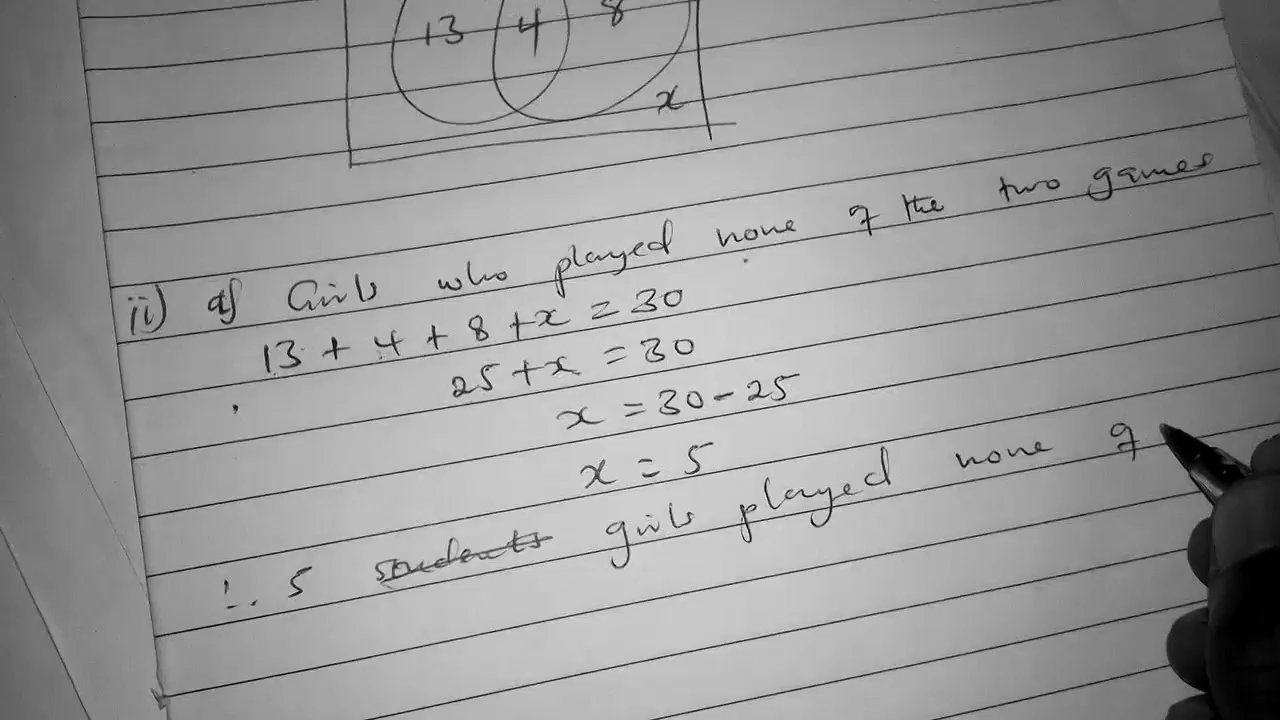 13 4 8
x
ii) of Girls who played none of the two games
13 + 4 + 8 + x = 30
25 + x = 30
x = 30 - 25
x = 5
∴ 5 students girls played none of